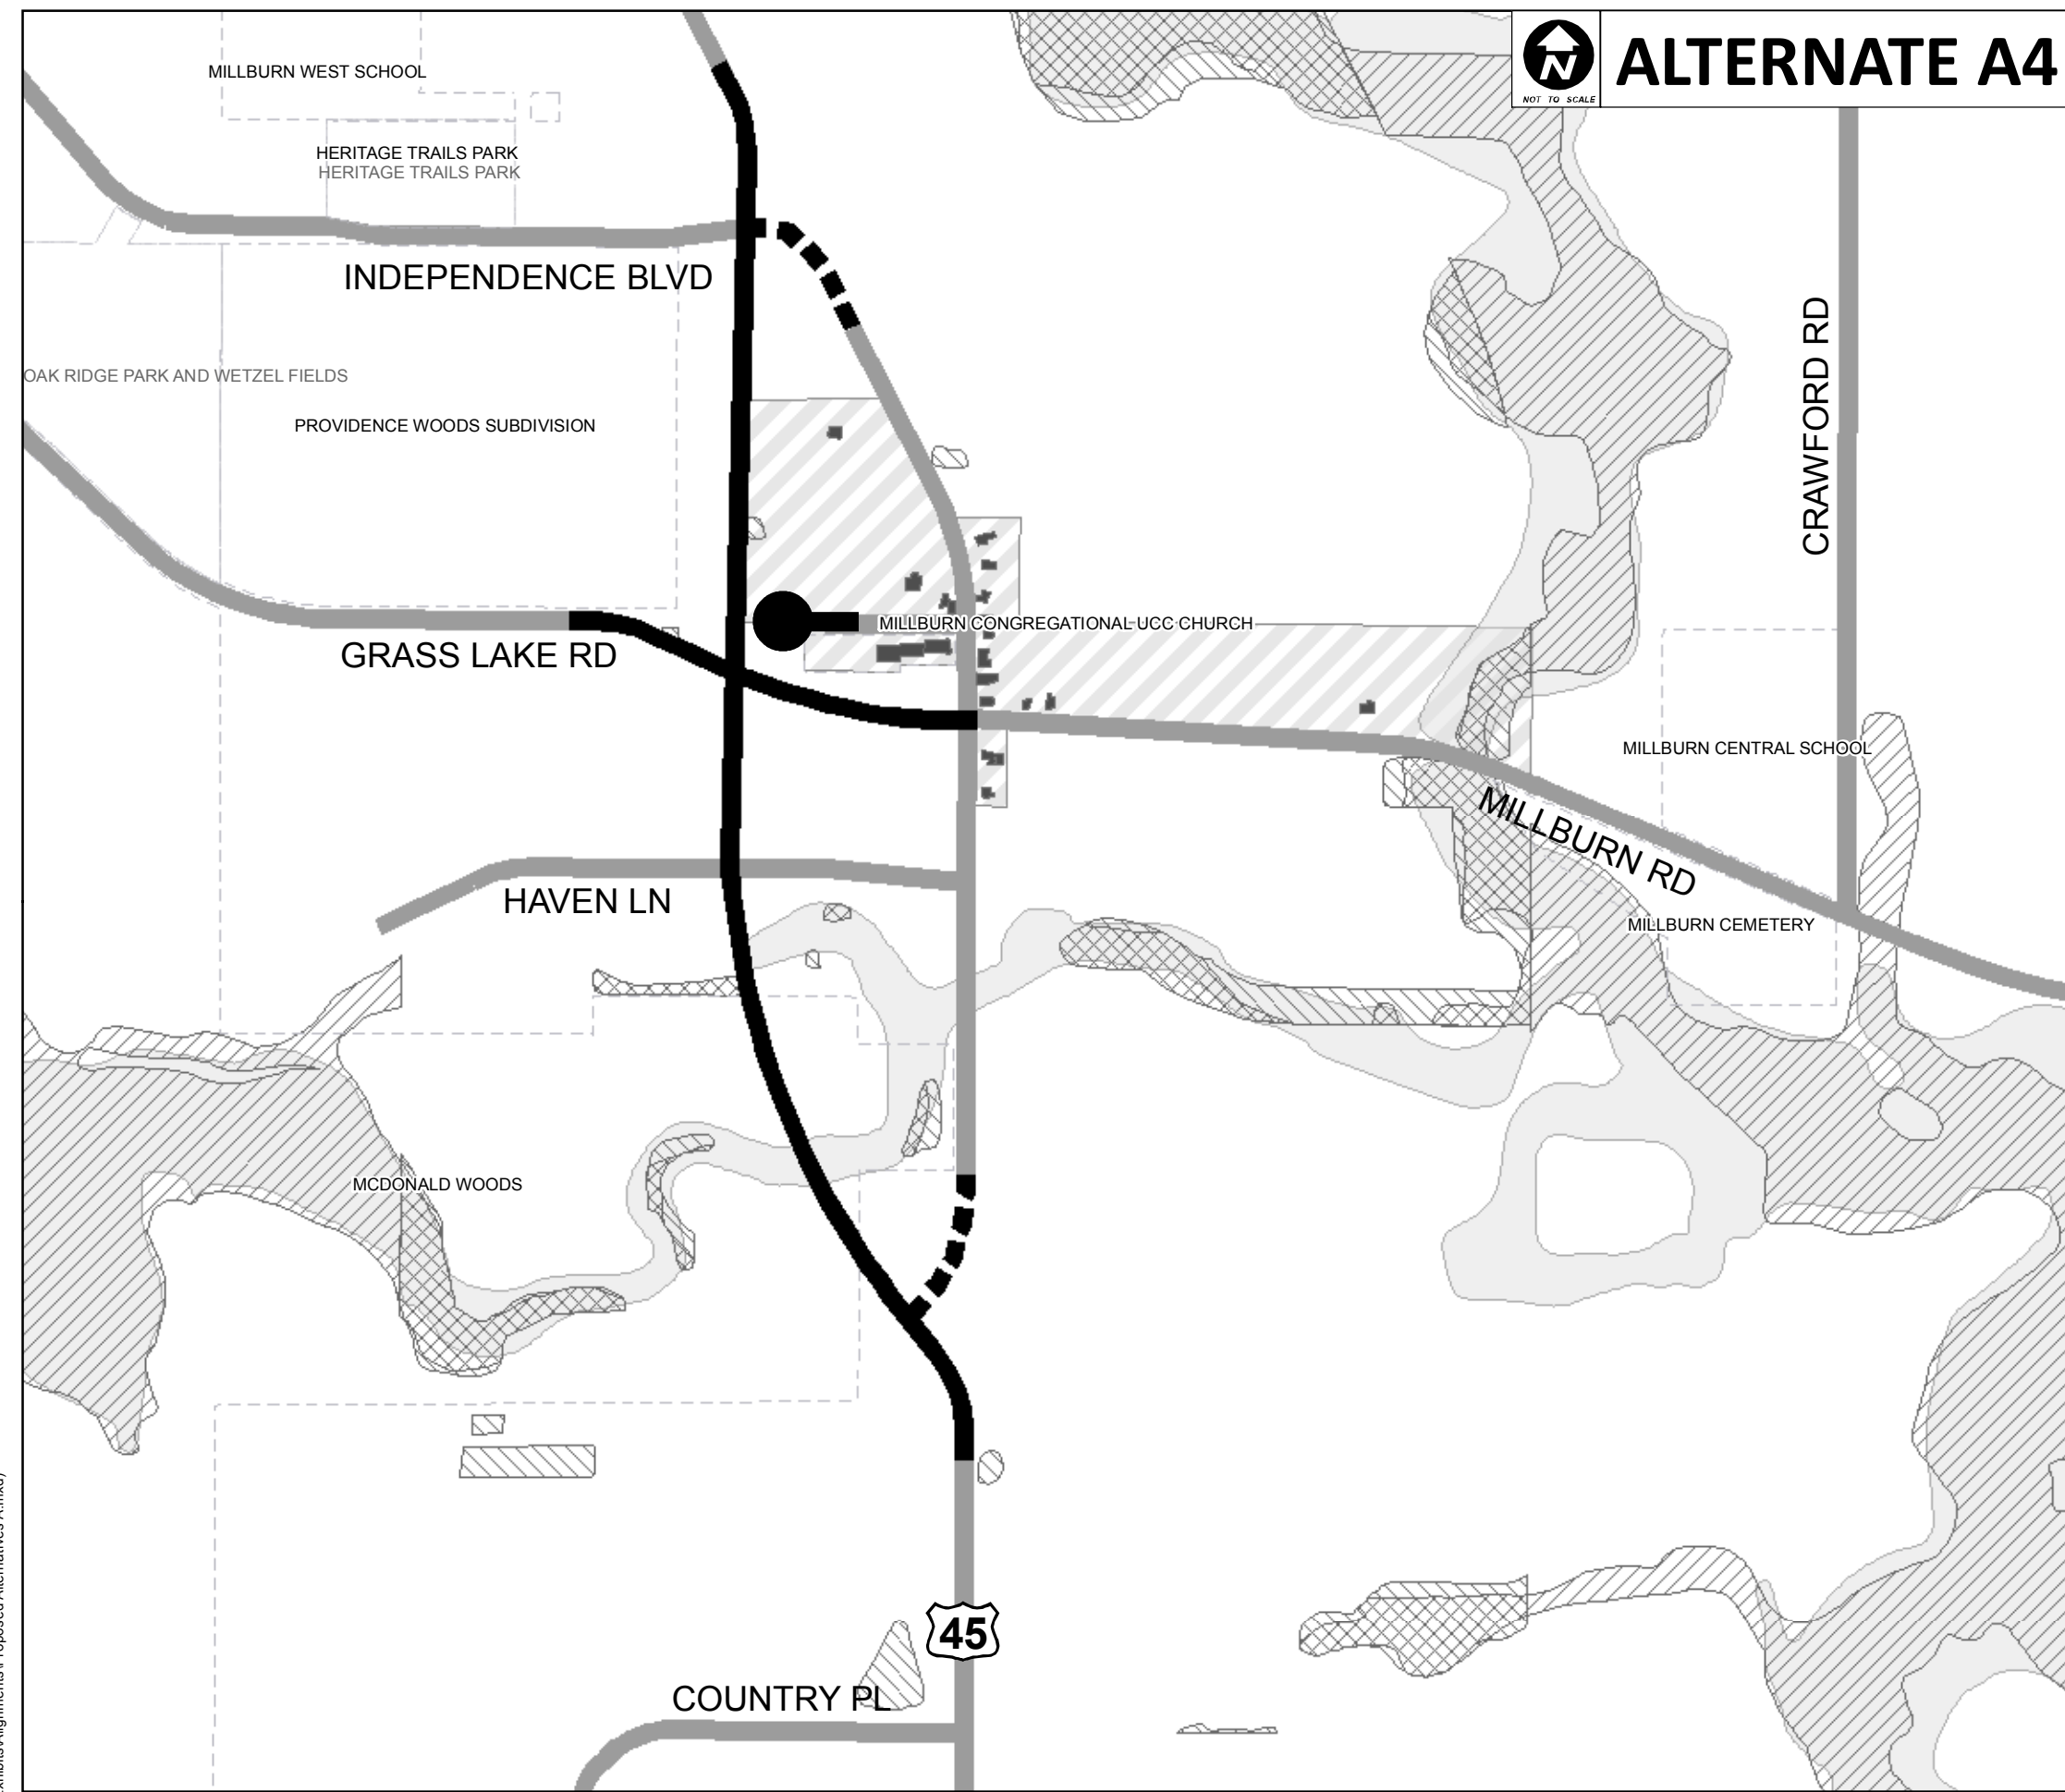 ALTERNATE A4
N
NOT TO SCALE
MILLBURN WEST SCHOOL
HERITAGE TRAILS PARK
HERITAGE TRAILS PARK
INDEPENDENCE BLVD
OAK RIDGE PARK AND WETZEL FIELDS
PROVIDENCE WOODS SUBDIVISION
CRAWFORD RD
MILLBURN CONGREGATIONAL UCC CHURCH
GRASS LAKE RD
MILLBURN CENTRAL SCHOOL
MILLBURN RD
HAVEN LN
MILLBURN CEMETERY
MCDONALD WOODS
45
COUNTRY PL